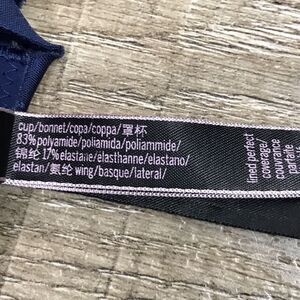 cup/bonnet/copa/coppa/罩杯
83% polyamide/poliamida/poliammide/
锦纶 17% elastane/elasthanne/elastano/
elastan/氨纶 wing/basque/lateral/
lined perfect
coverage/
couvrance
parfaite